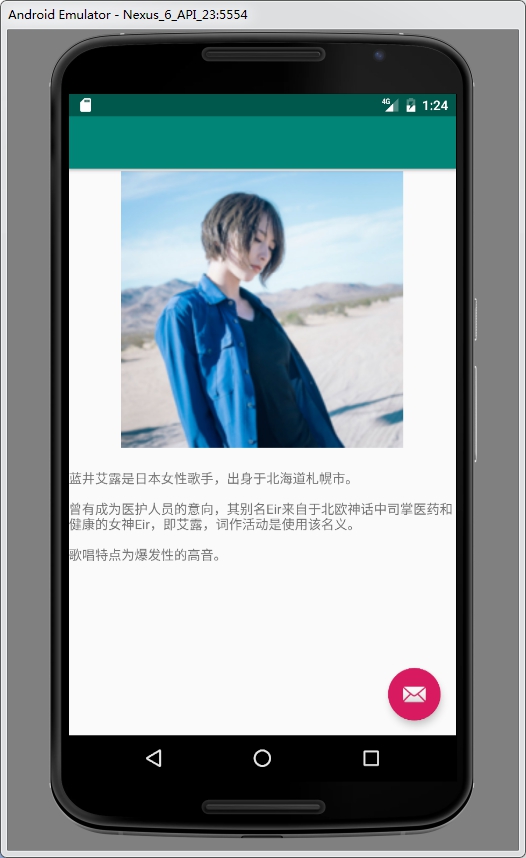 Android Emulator - Nexus_6_API_23:5554
4G 1:24
蓝井艾露是日本女性歌手，出身于北海道札幌市。
曾有成为医护人员的意向，其别名Eir来自于北欧神话中司掌医药和
健康的女神Eir，即艾露，词作活动是使用该名义。
歌唱特点为爆发性的高音。